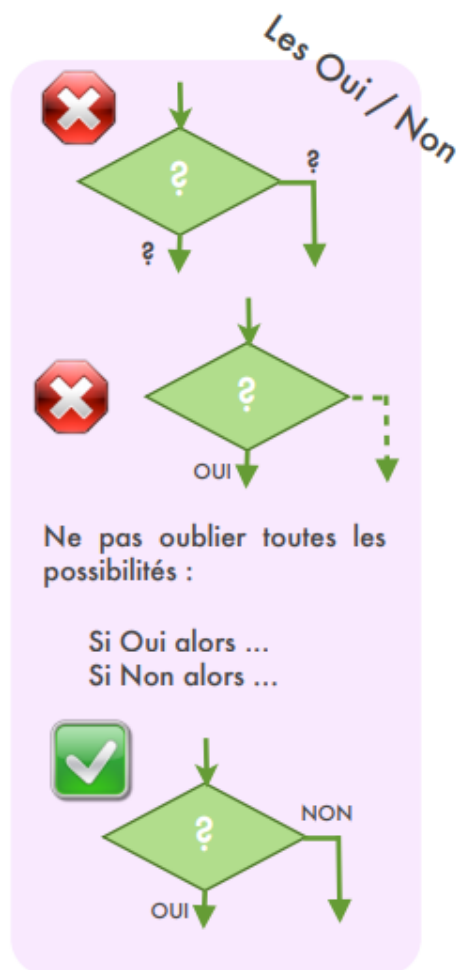 Les Oui / Non
?
?
?
?
OUI
Ne pas oublier toutes les
possibilités :
Si Oui alors ...
Si Non alors ...
?
NON
OUI